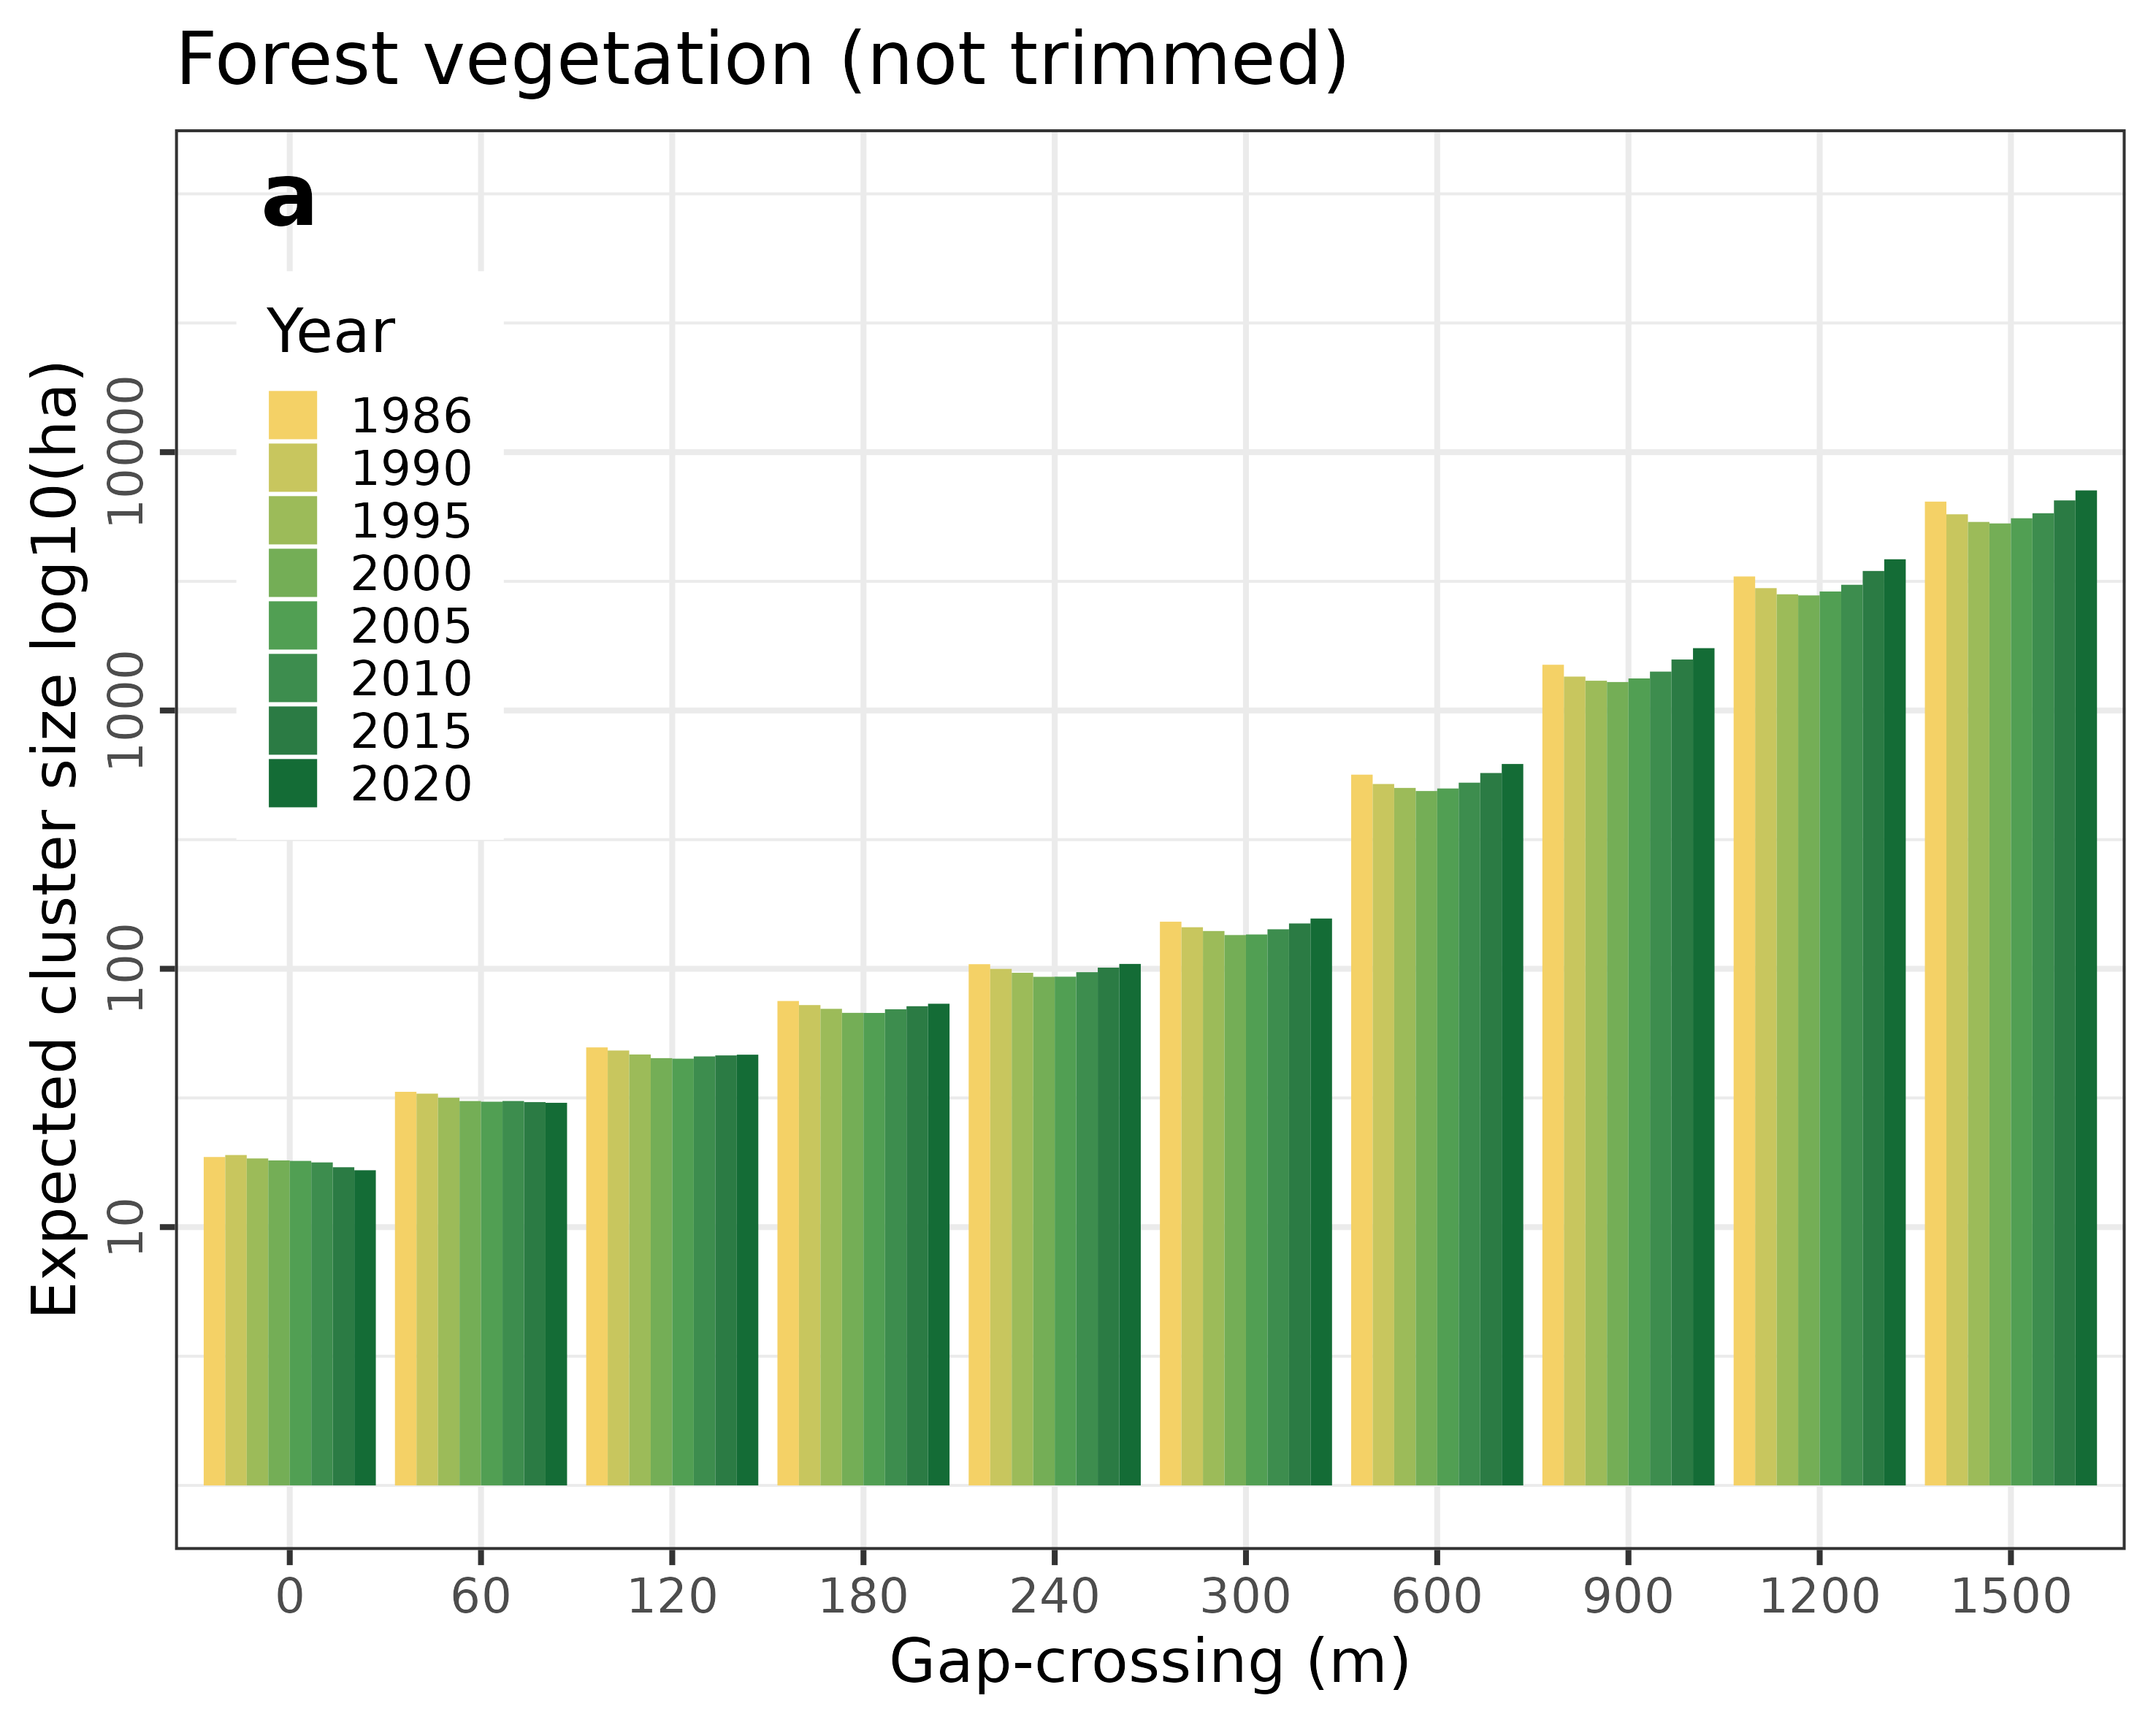 Forest vegetation (not trimmed)
a
Year
1986
1990
1995
2000
2005
2010
2015
2020
Expected cluster size log10(ha)
10000
1000
100
10
0 60 120 180 240 300 600 900 1200 1500
Gap-crossing (m)